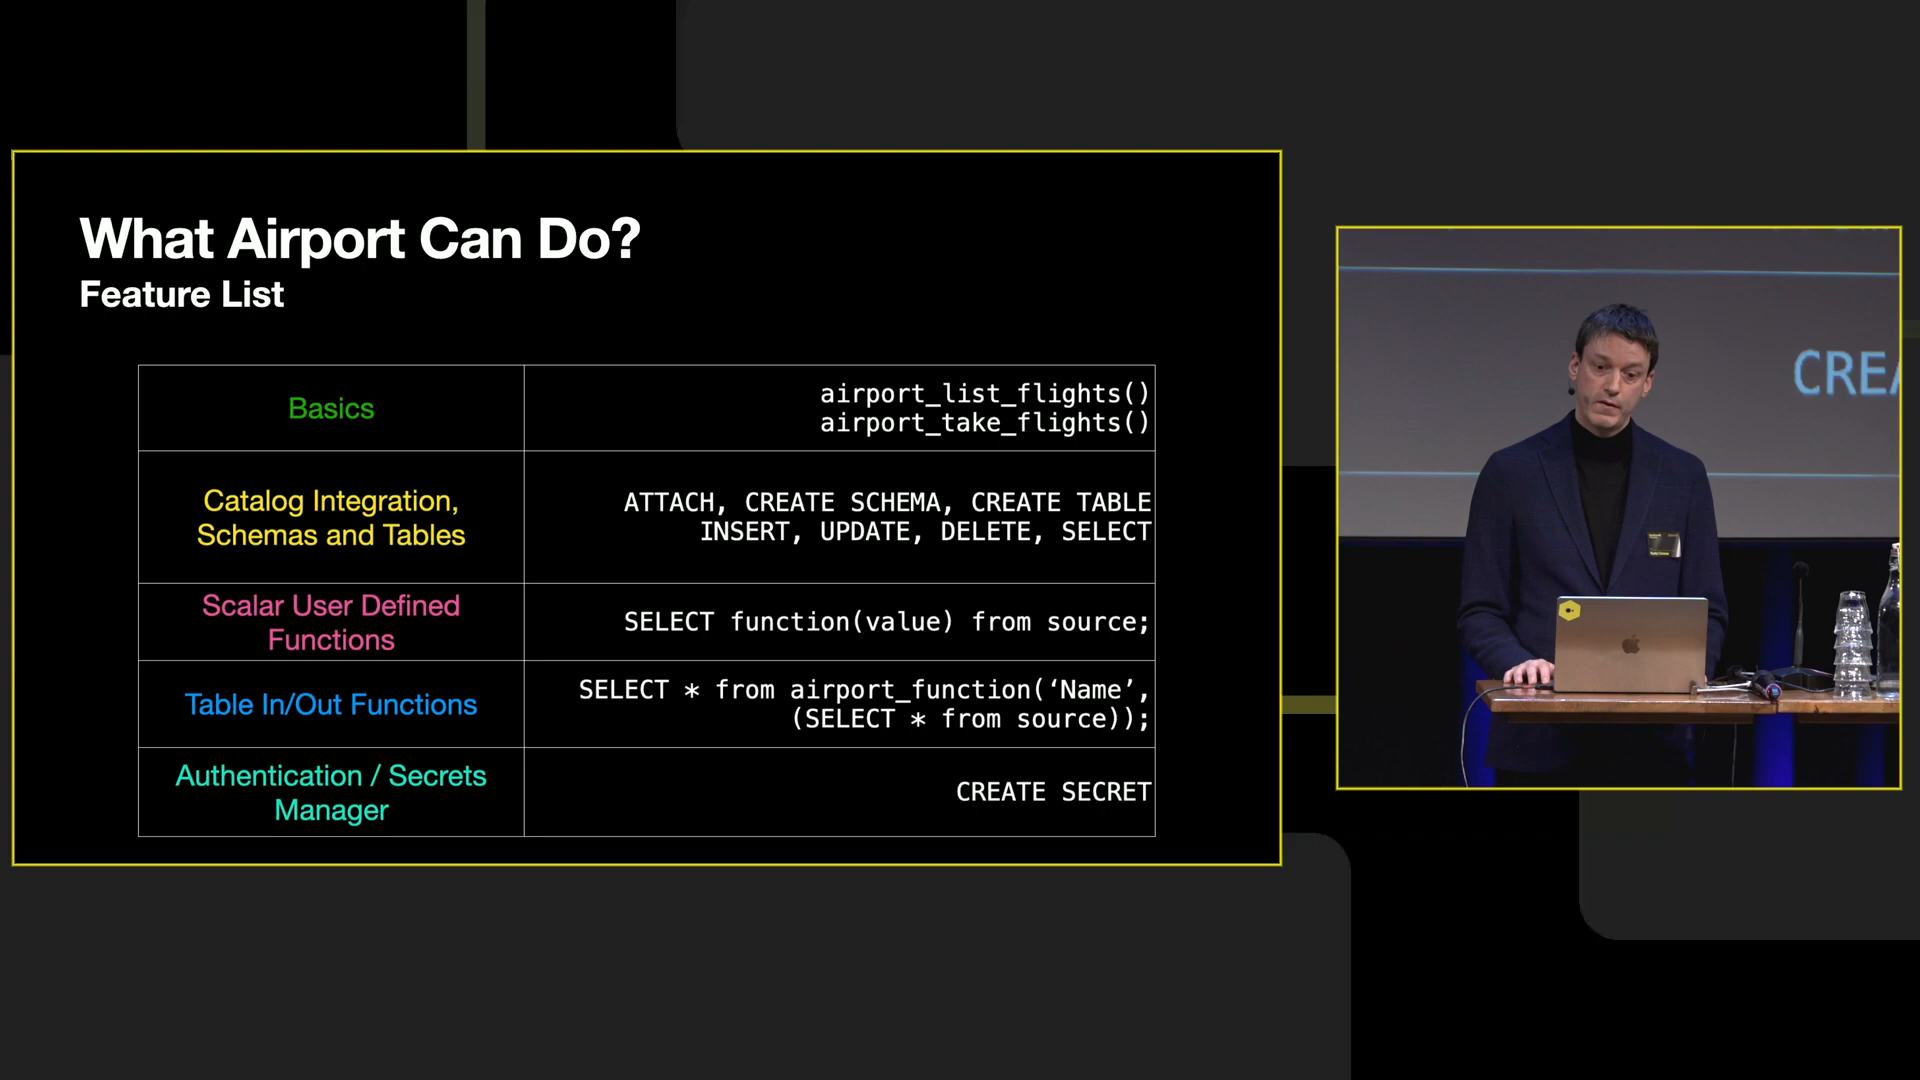 What Airport Can Do?
Feature List
Basics
airport_list_flights()
airport_take_flights()
Catalog Integration,
Schemas and Tables
ATTACH, CREATE SCHEMA, CREATE TABLE
INSERT, UPDATE, DELETE, SELECT
Scalar User Defined
Functions
SELECT function(value) from source;
Table In/Out Functions
SELECT * from airport_function(‘Name’,
(SELECT * from source));
Authentication / Secrets
Manager
CREATE SECRET
CREA